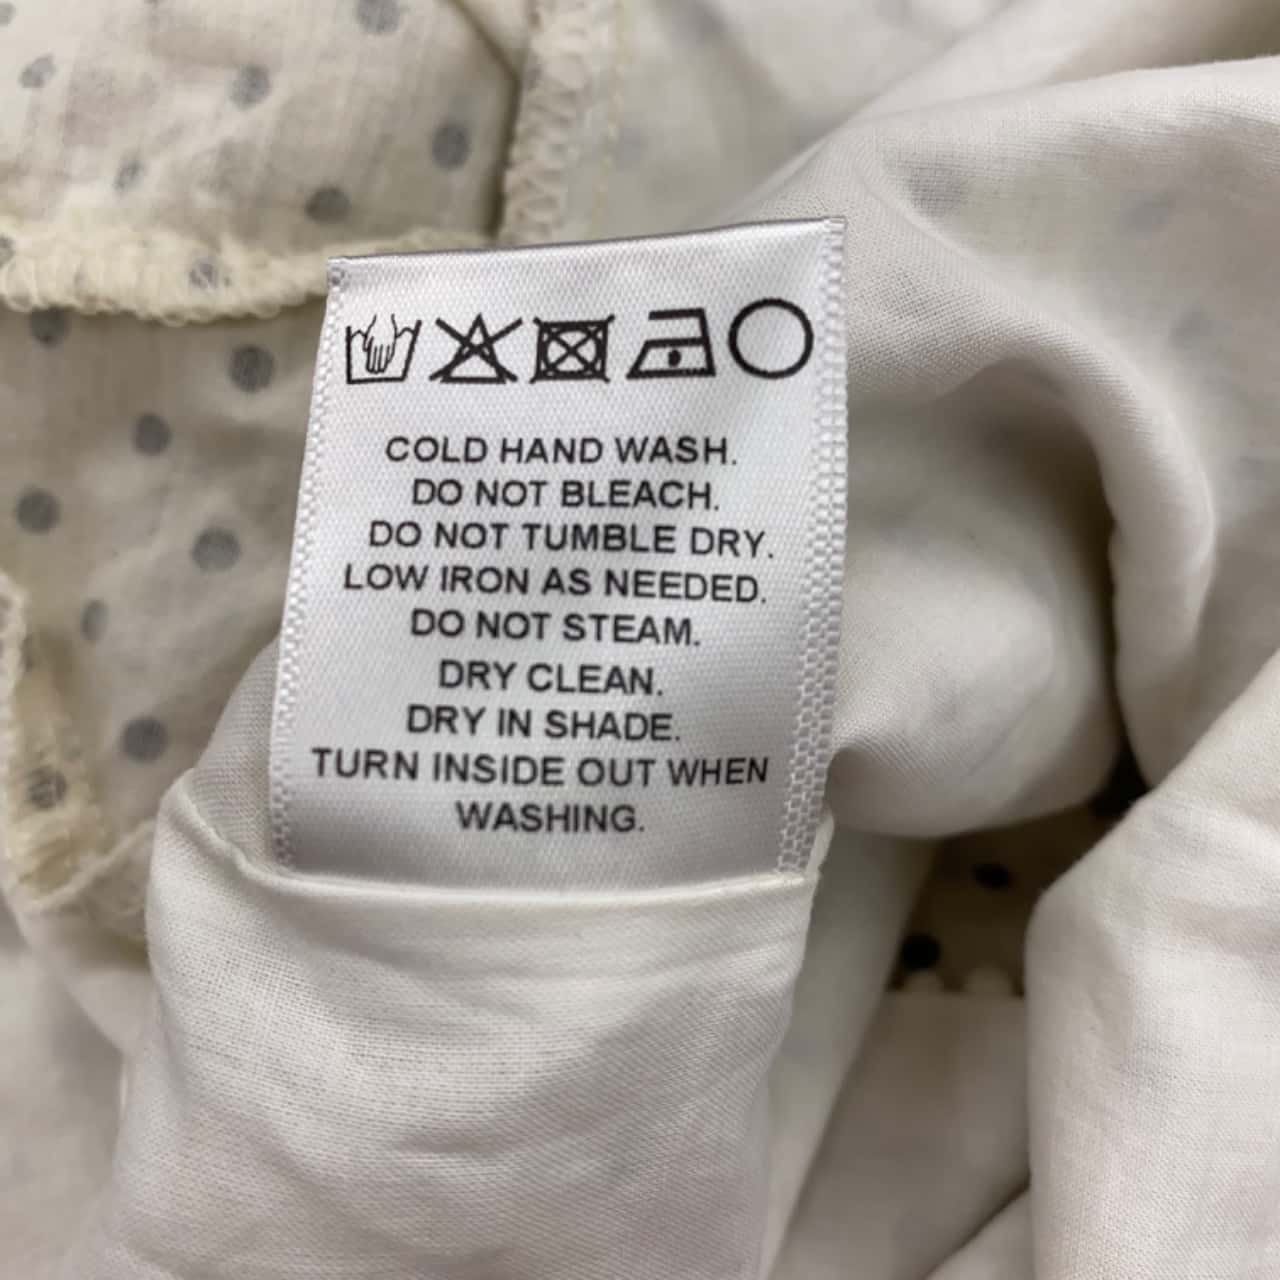 COLD HAND WASH.
DO NOT BLEACH.
DO NOT TUMBLE DRY.
LOW IRON AS NEEDED.
DO NOT STEAM.
DRY CLEAN.
DRY IN SHADE.
TURN INSIDE OUT WHEN
WASHING.